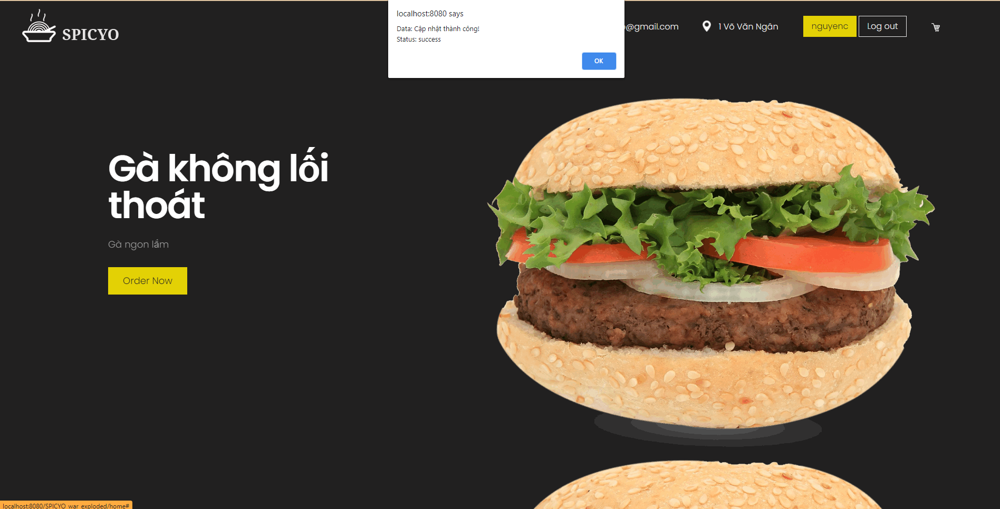 localhost:8080 says
Data: Cập nhật thành công!
Status: success
OK
SPICYO
@gmail.com
1 Võ Văn Ngân
nguyenc
Log out
Gà không lối
thoát
Gà ngon lắm
Order Now
localhost:8080/SPICYO_war_exploded/home#